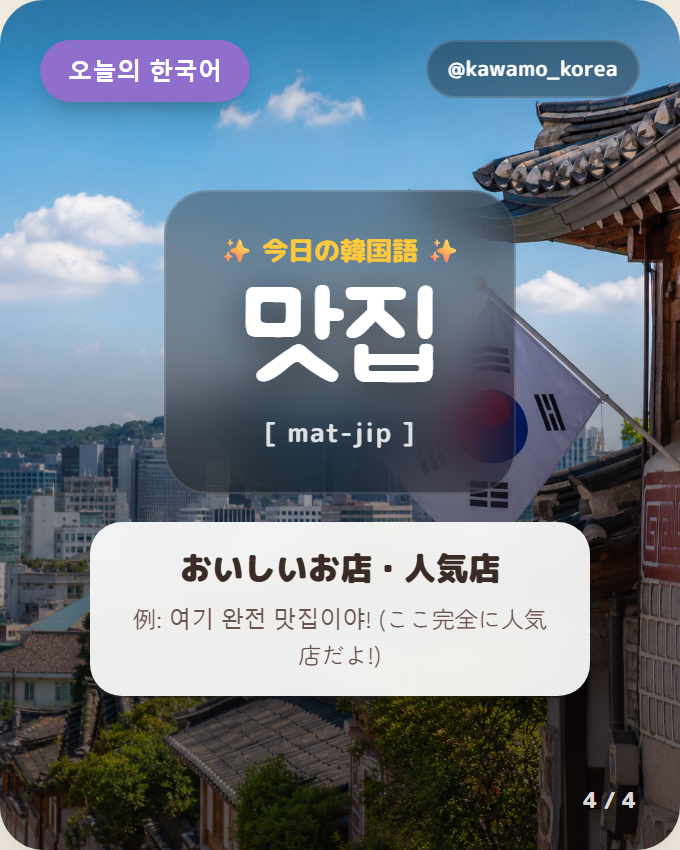 오늘의 한국어
@kawamo_korea
✨ 今日の韓国語 ✨
맛집
[ mat-jip ]
おいしいお店・人気店
例: 여기 완전 맛집이야! (ここ完全に人気
店だよ!)
4 / 4